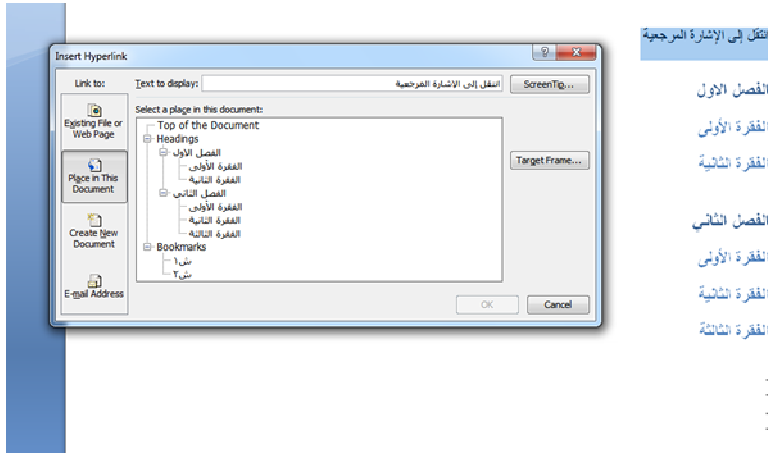 Insert Hyperlink
Link to:
Text to display:
انتقل إلى الاشارة المرجعية
ScreenTip...
Existing File or
Web Page
Place in This
Document
Create New
Document
E-mail Address
Select a place in this document:
Top of the Document
Headings
الفصل الاول
الفقرة الأولى
الفقرة الثانية
الفصل الثاني
الفقرة الأولى
الفقرة الثانية
الفقرة الثالثة
Bookmarks
ش١
ش٢
Target Frame...
OK
Cancel
انتقل إلى الإشارة المرجعية
الفصل الاول
الفقرة الأولى
الفقرة الثانية
الفصل الثاني
الفقرة الأولى
الفقرة الثانية
الفقرة الثالثة